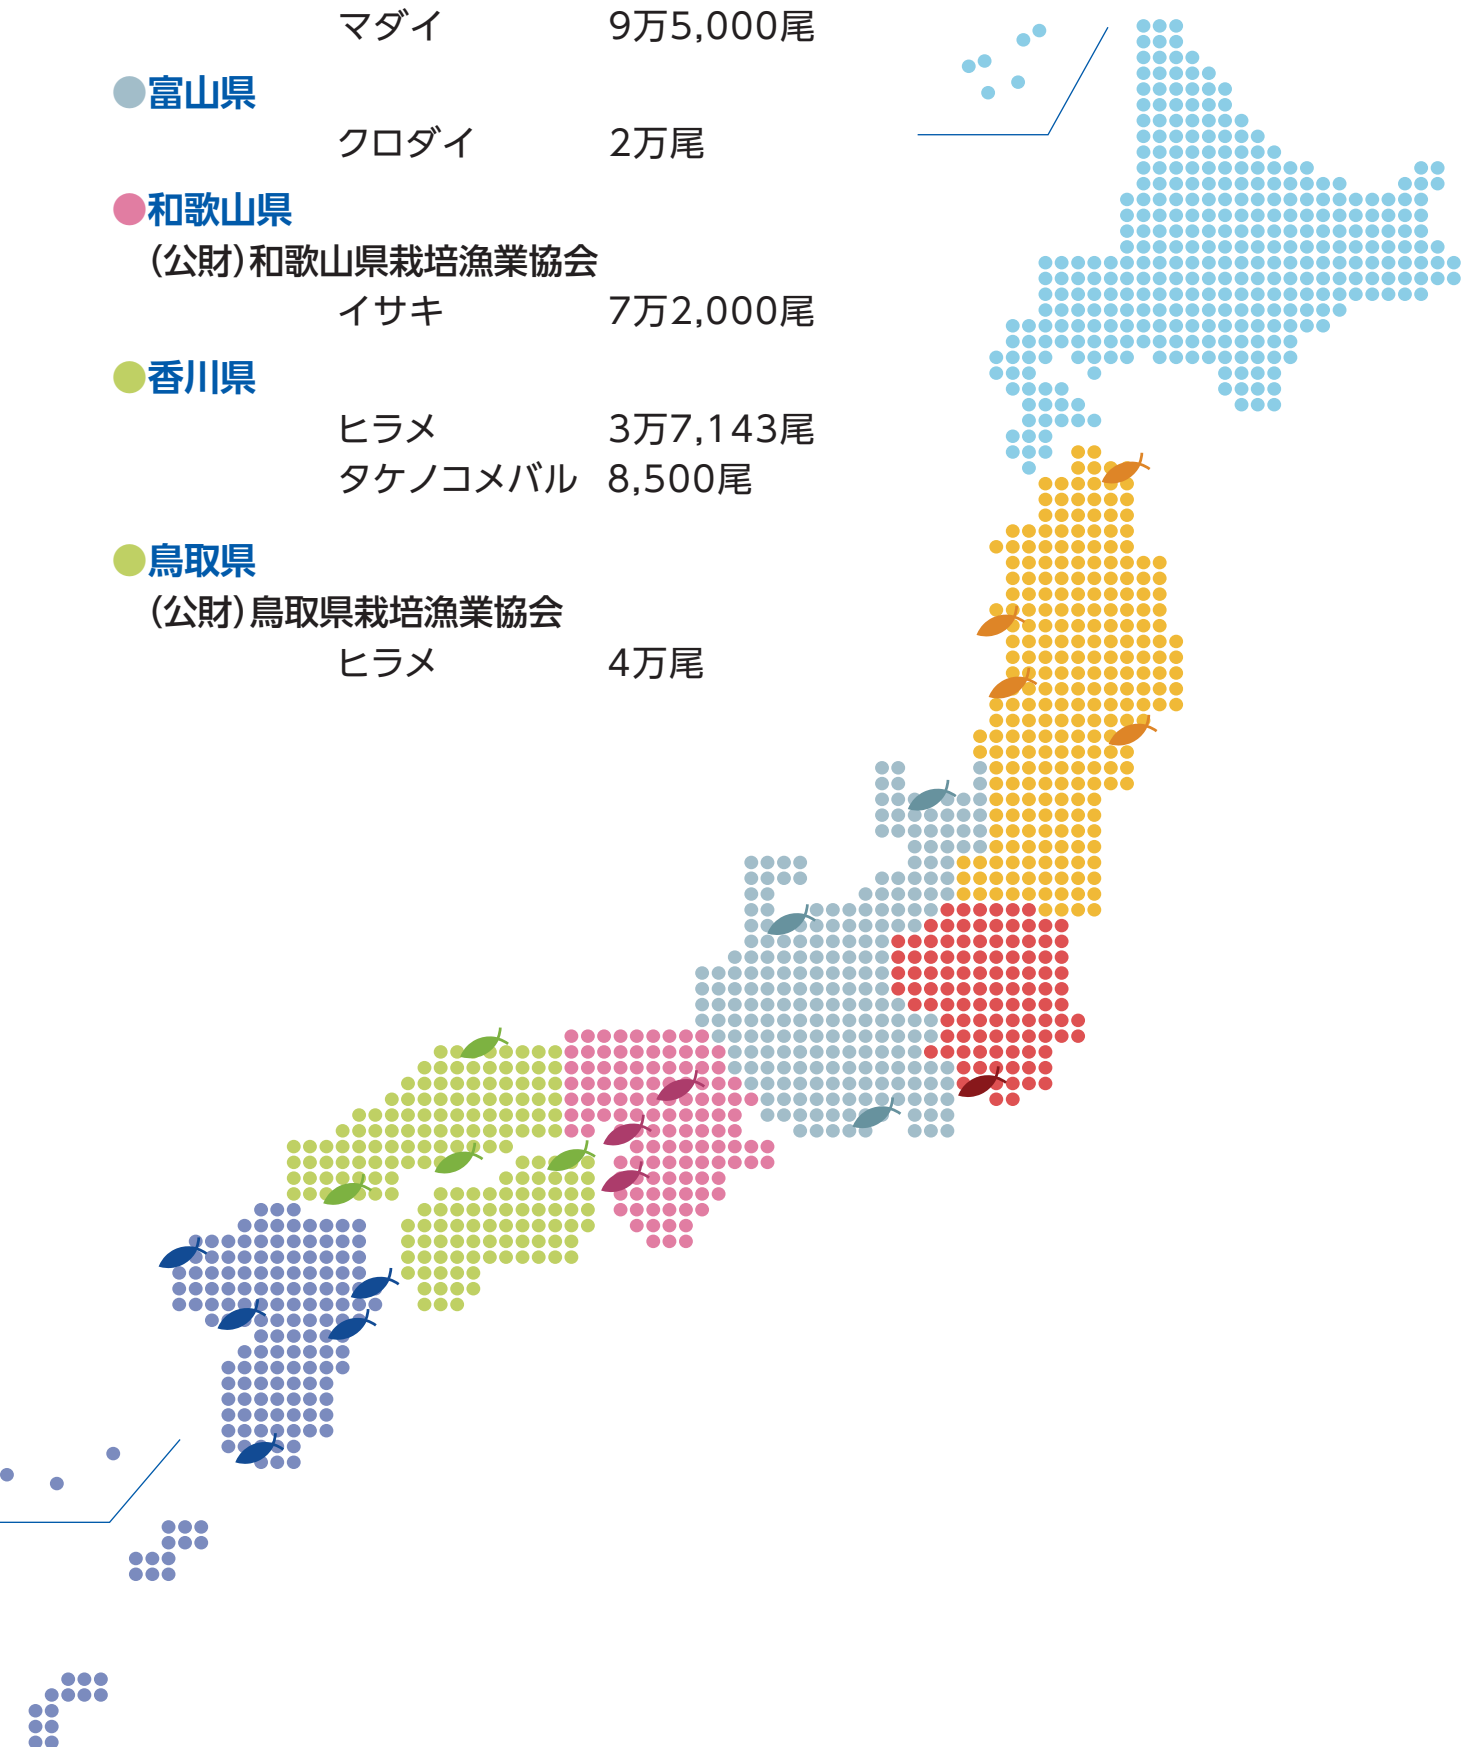 マダイ 9万5,000尾
●富山県
クロダイ 2万尾
●和歌山県
(公財)和歌山県栽培漁業協会
イサキ 7万2,000尾
●香川県
ヒラメ 3万7,143尾
タケノコメバル 8,500尾
●鳥取県
(公財)鳥取県栽培漁業協会
ヒラメ 4万尾